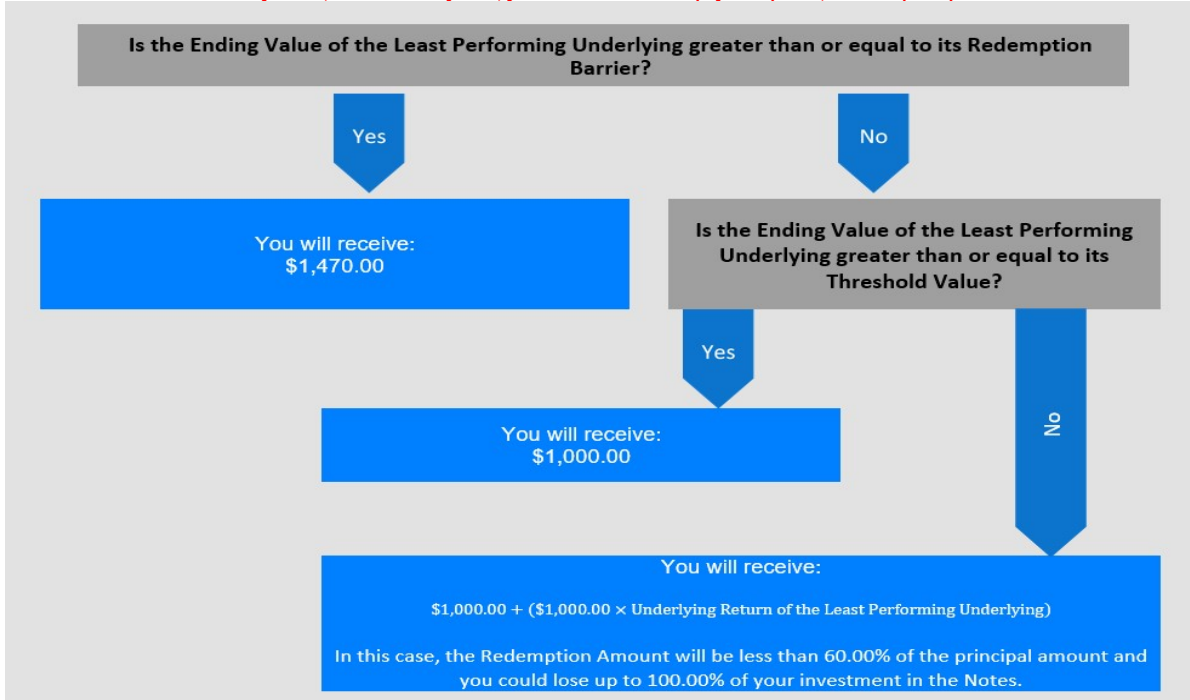 Is the Ending Value of the Least Performing Underlying greater than or equal to its Redemption
Barrier?
Yes
No
You will receive:
$1,470.00
Is the Ending Value of the Least Performing
Underlying greater than or equal to its
Threshold Value?
Yes
No
You will receive:
$1,000.00
You will receive:
$1,000.00 + ($1,000.00 × Underlying Return of the Least Performing Underlying)
In this case, the Redemption Amount will be less than 60.00% of the principal amount and
you could lose up to 100.00% of your investment in the Notes.